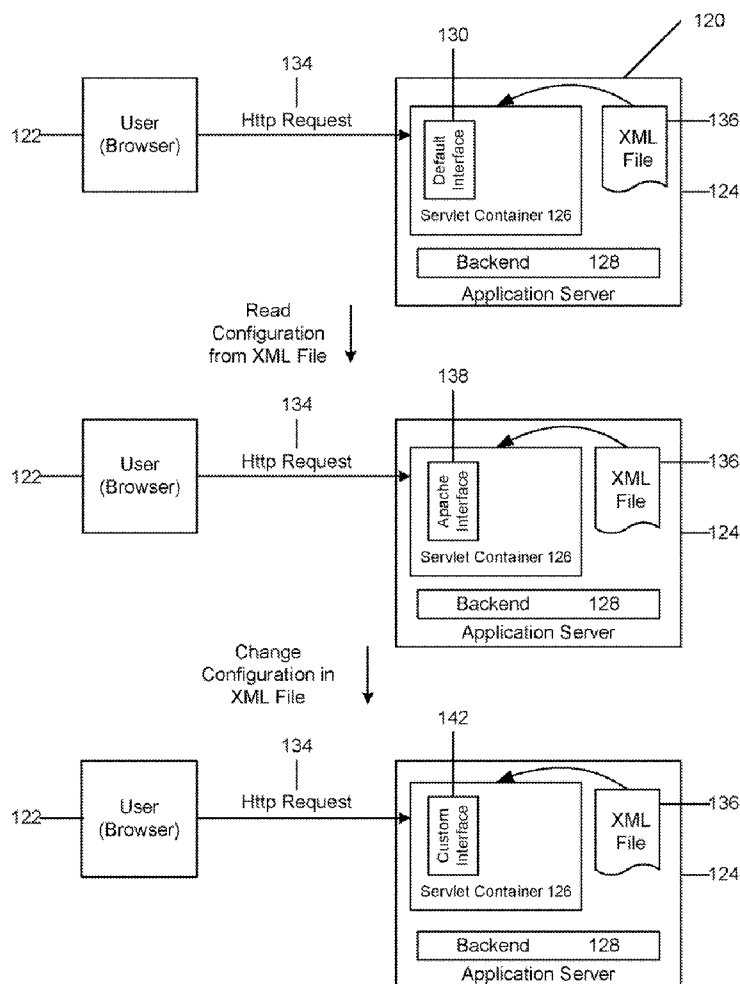 120
134
130
122
User
(Browser)
Http Request
Default
Interface
XML
File
136
124
Servlet Container 126
Backend 128
Application Server
Read
Configuration
from XML File
134
138
122
User
(Browser)
Http Request
Apache
Interface
XML
File
136
124
Servlet Container 126
Backend 128
Application Server
Change
Configuration in
XML File
134
142
122
User
(Browser)
Http Request
Custom
Interface
XML
File
136
124
Servlet Container 126
Backend 128
Application Server